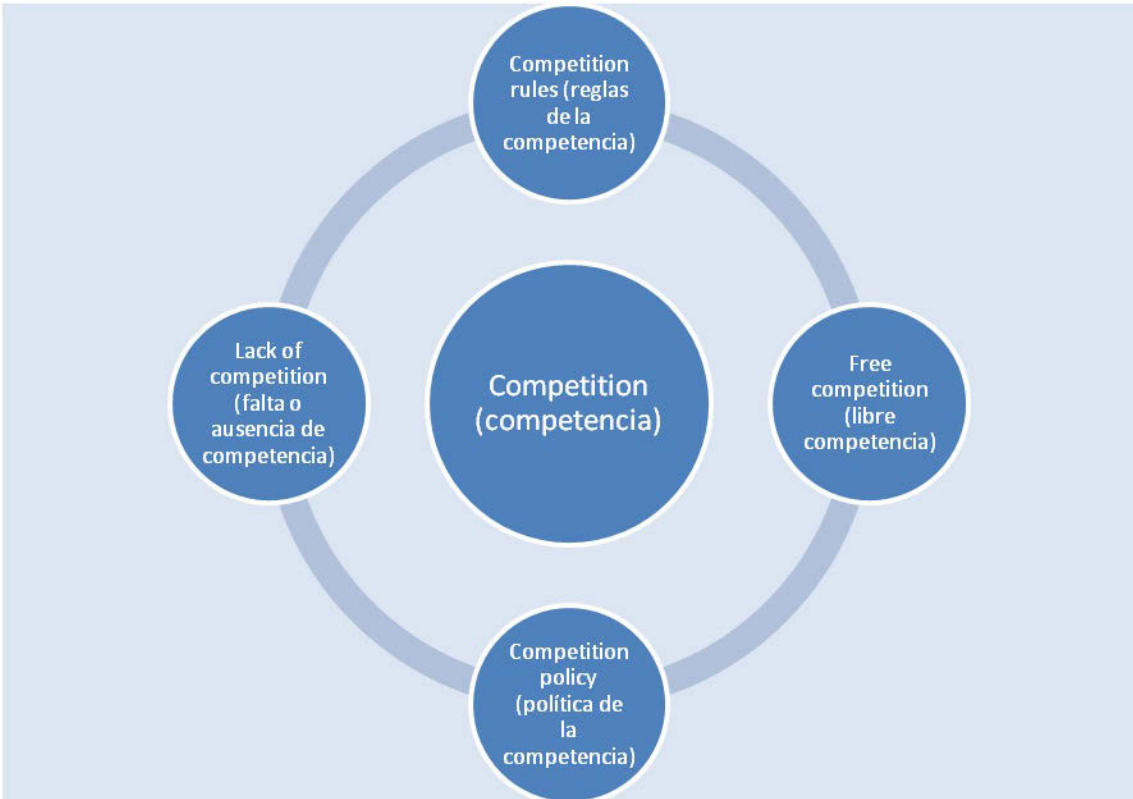 Competition
rules (reglas
de la
competencia)
Lack of
competition
(falta o
ausencia de
competencia)
Competition
(competencia)
Free
competition
(libre
competencia)
Competition
policy
(política de
la
competencia)